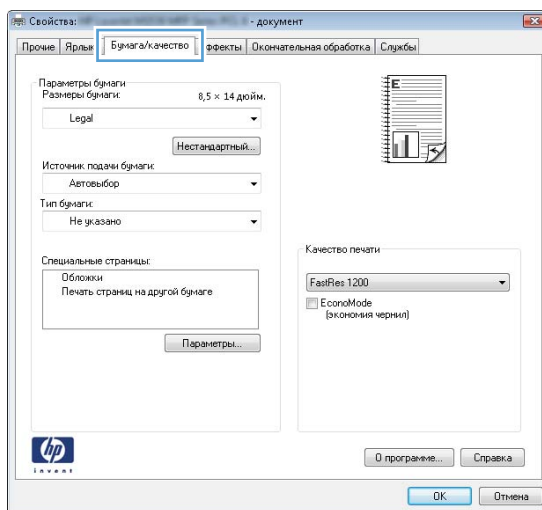 Свойства: - документ
Прочие Ярлык Бумага/качество Эффекты Окончательная обработка Службы
Параметры бумаги
Размеры бумаги: 8,5 × 14 дюйм.
Legal
Нестандартный...
Источник подачи бумаги:
Автовыбор
Тип бумаги:
Не указано
Специальные страницы:
Обложки
Печать страниц на другой бумаге
Параметры...
E
Качество печати
FastRes 1200
EconoMode
(экономия чернил)
hp
invent
О программе... Справка
OK Отмена